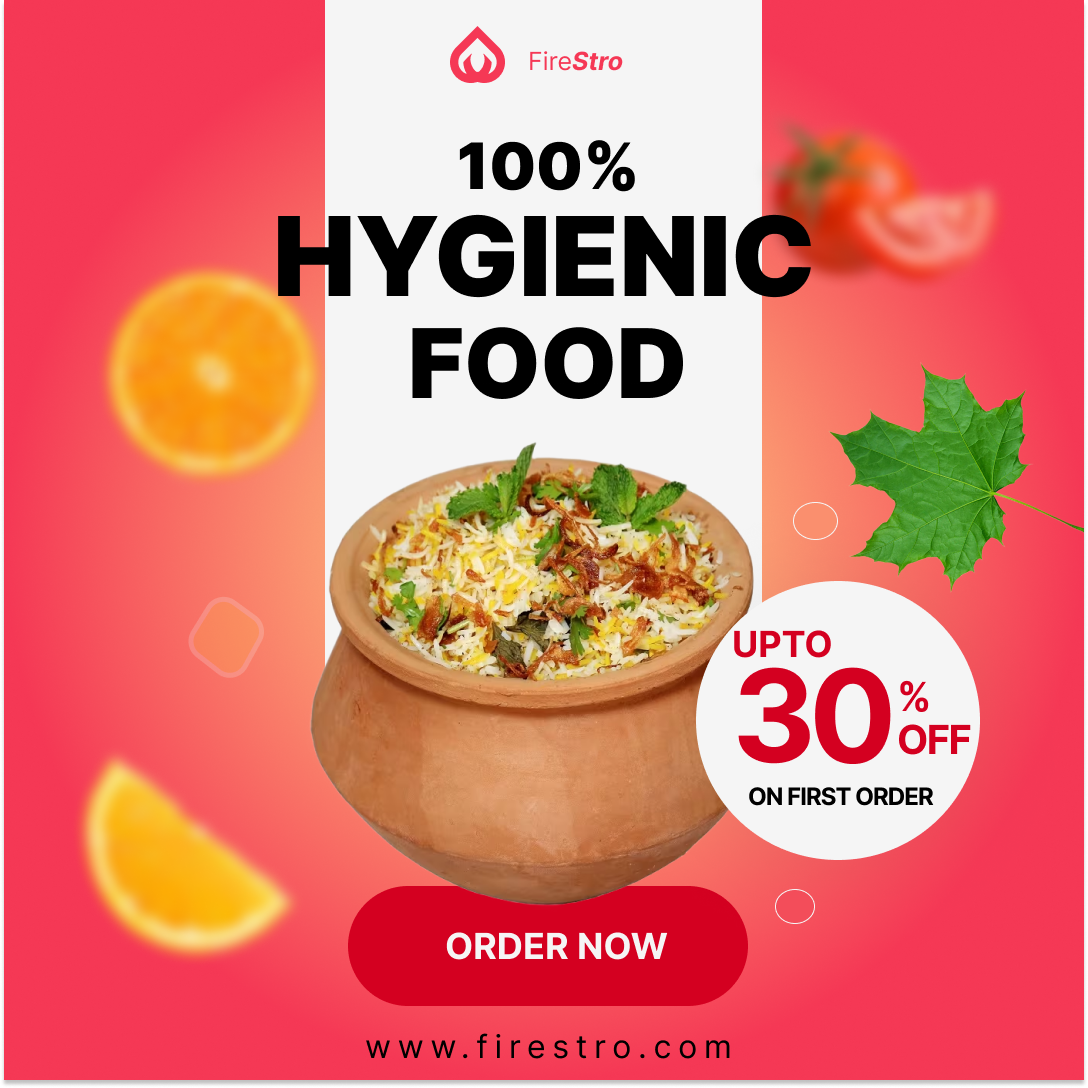 FireStro
100%
HYGIENIC
FOOD
UPTO
30%
OFF
ON FIRST ORDER
ORDER NOW
www.firestro.com